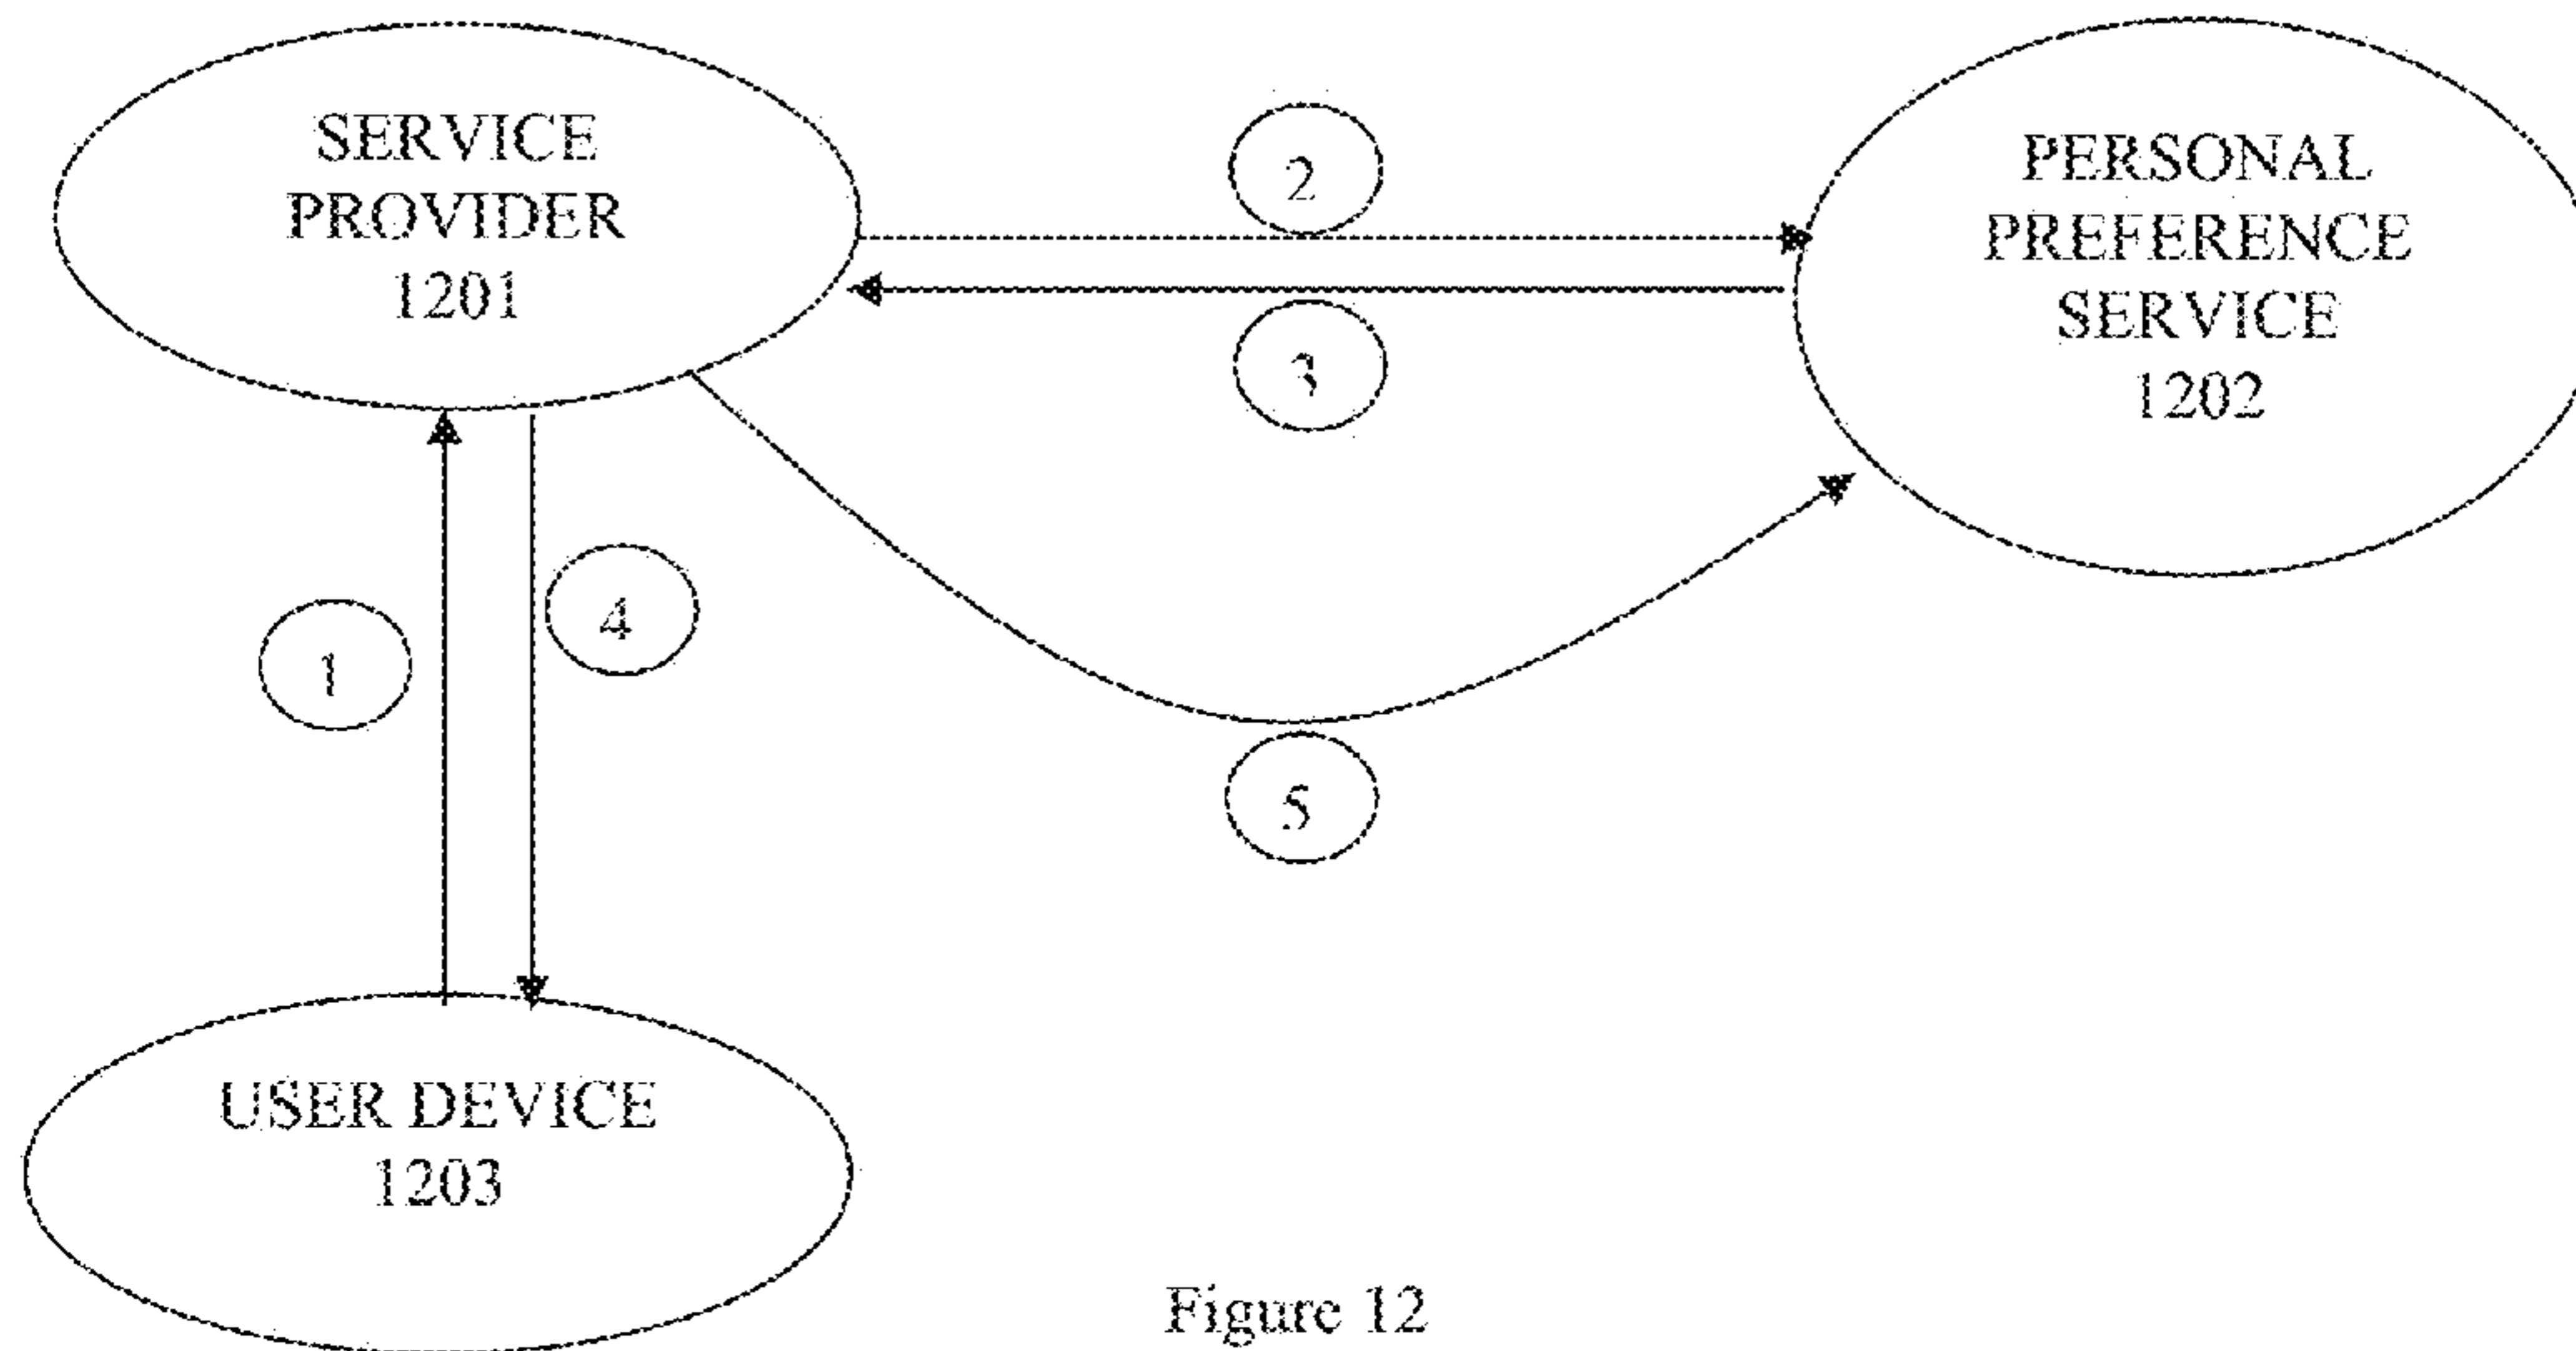 SERVICE
PROVIDER
1201
2
PERSONAL
PREFERENCE
SERVICE
1202
3
1
4
5
USER DEVICE
1203
Figure 12